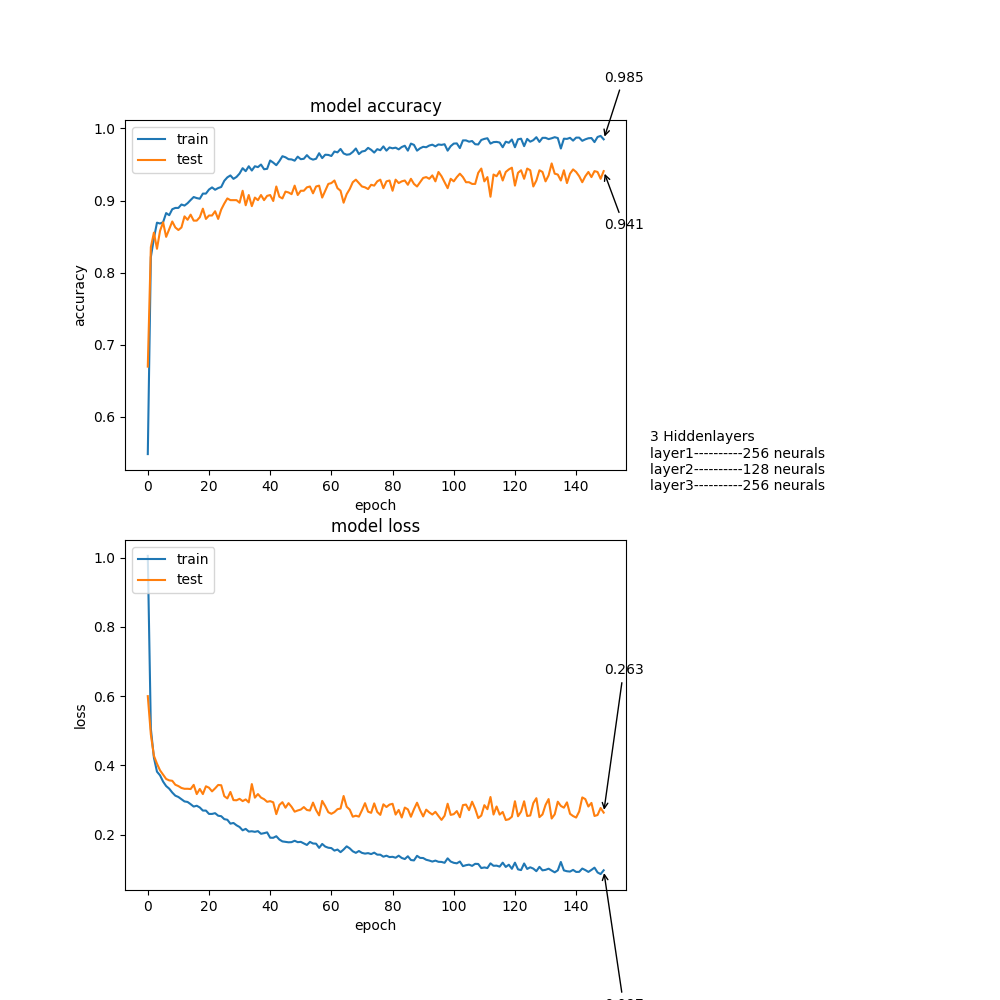 0.985
model accuracy
1.0
train
test
0.9
0.8
0.7
0.6
accuracy
0 20 40 60 80 100 120 140
epoch
0.941
3 Hiddenlayers
layer1----------256 neurals
layer2----------128 neurals
layer3----------256 neurals
model loss
1.0
train
test
0.8
0.6
0.4
0.2
loss
0.263
0 20 40 60 80 100 120 140
epoch